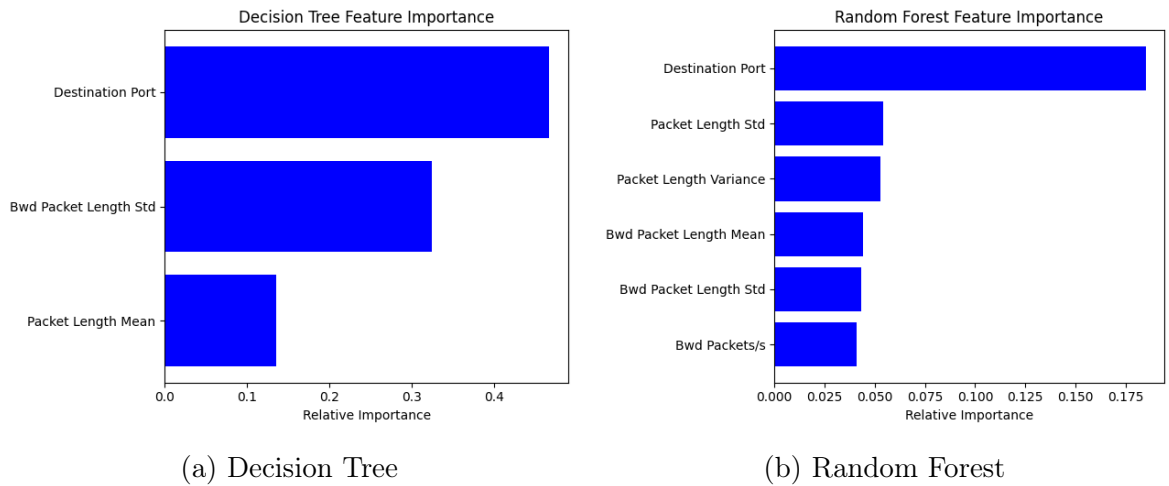 Decision Tree Feature Importance
Destination Port
Bwd Packet Length Std
Packet Length Mean
0.0 0.1 0.2 0.3 0.4
Relative Importance
(a) Decision Tree
Random Forest Feature Importance
Destination Port
Packet Length Std
Packet Length Variance
Bwd Packet Length Mean
Bwd Packet Length Std
Bwd Packets/s
0.000 0.025 0.050 0.075 0.100 0.125 0.150 0.175
Relative Importance
(b) Random Forest